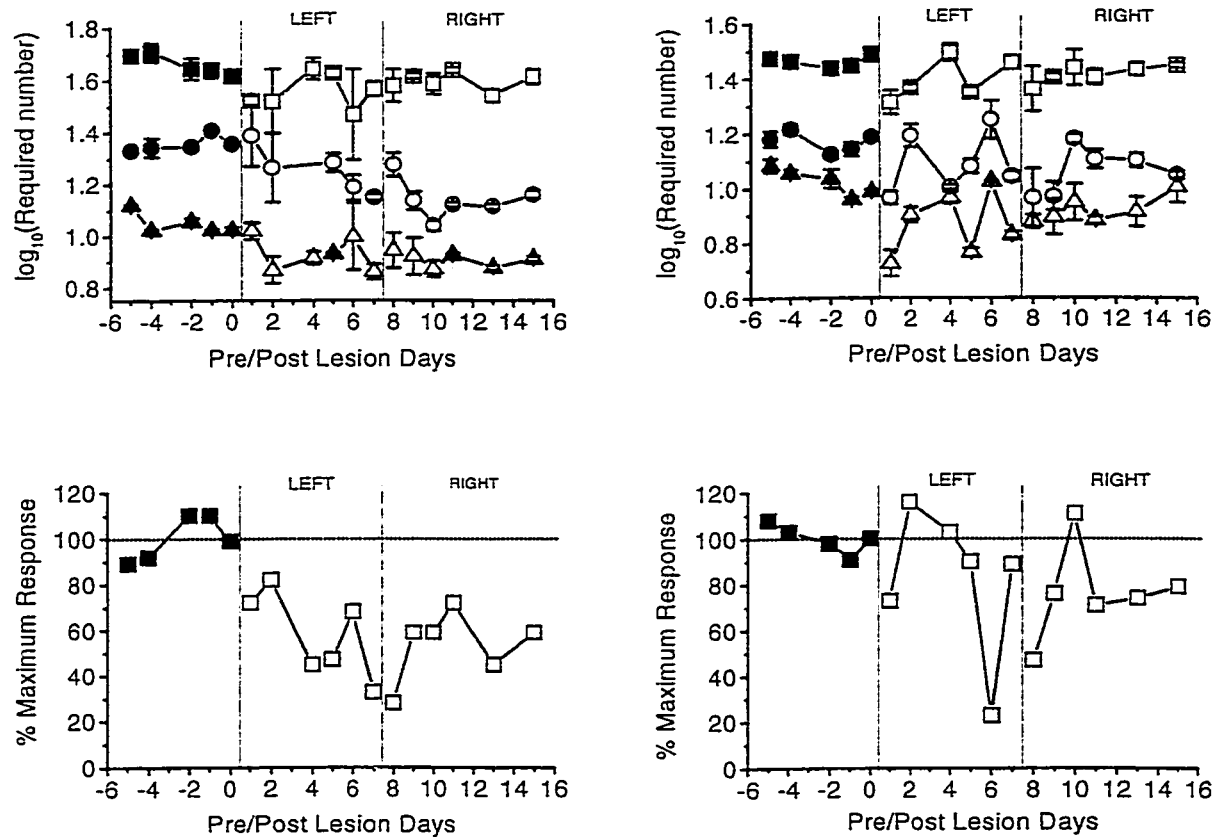 LEFT RIGHT
log10(Required number)
1.8
1.6
1.4
1.2
1.0
0.8
-6 -4 -2 0 2 4 6 8 10 12 14 16
Pre/Post Lesion Days
LEFT RIGHT
log10(Required number)
1.6
1.4
1.2
1.0
0.8
0.6
-6 -4 -2 0 2 4 6 8 10 12 14 16
Pre/Post Lesion Days
LEFT RIGHT
% Maximum Response
120
100
80
60
40
20
0
-6 -4 -2 0 2 4 6 8 10 12 14 16
Pre/Post Lesion Days
LEFT RIGHT
% Maximum Response
120
100
80
60
40
20
0
-6 -4 -2 0 2 4 6 8 10 12 14 16
Pre/Post Lesion Days